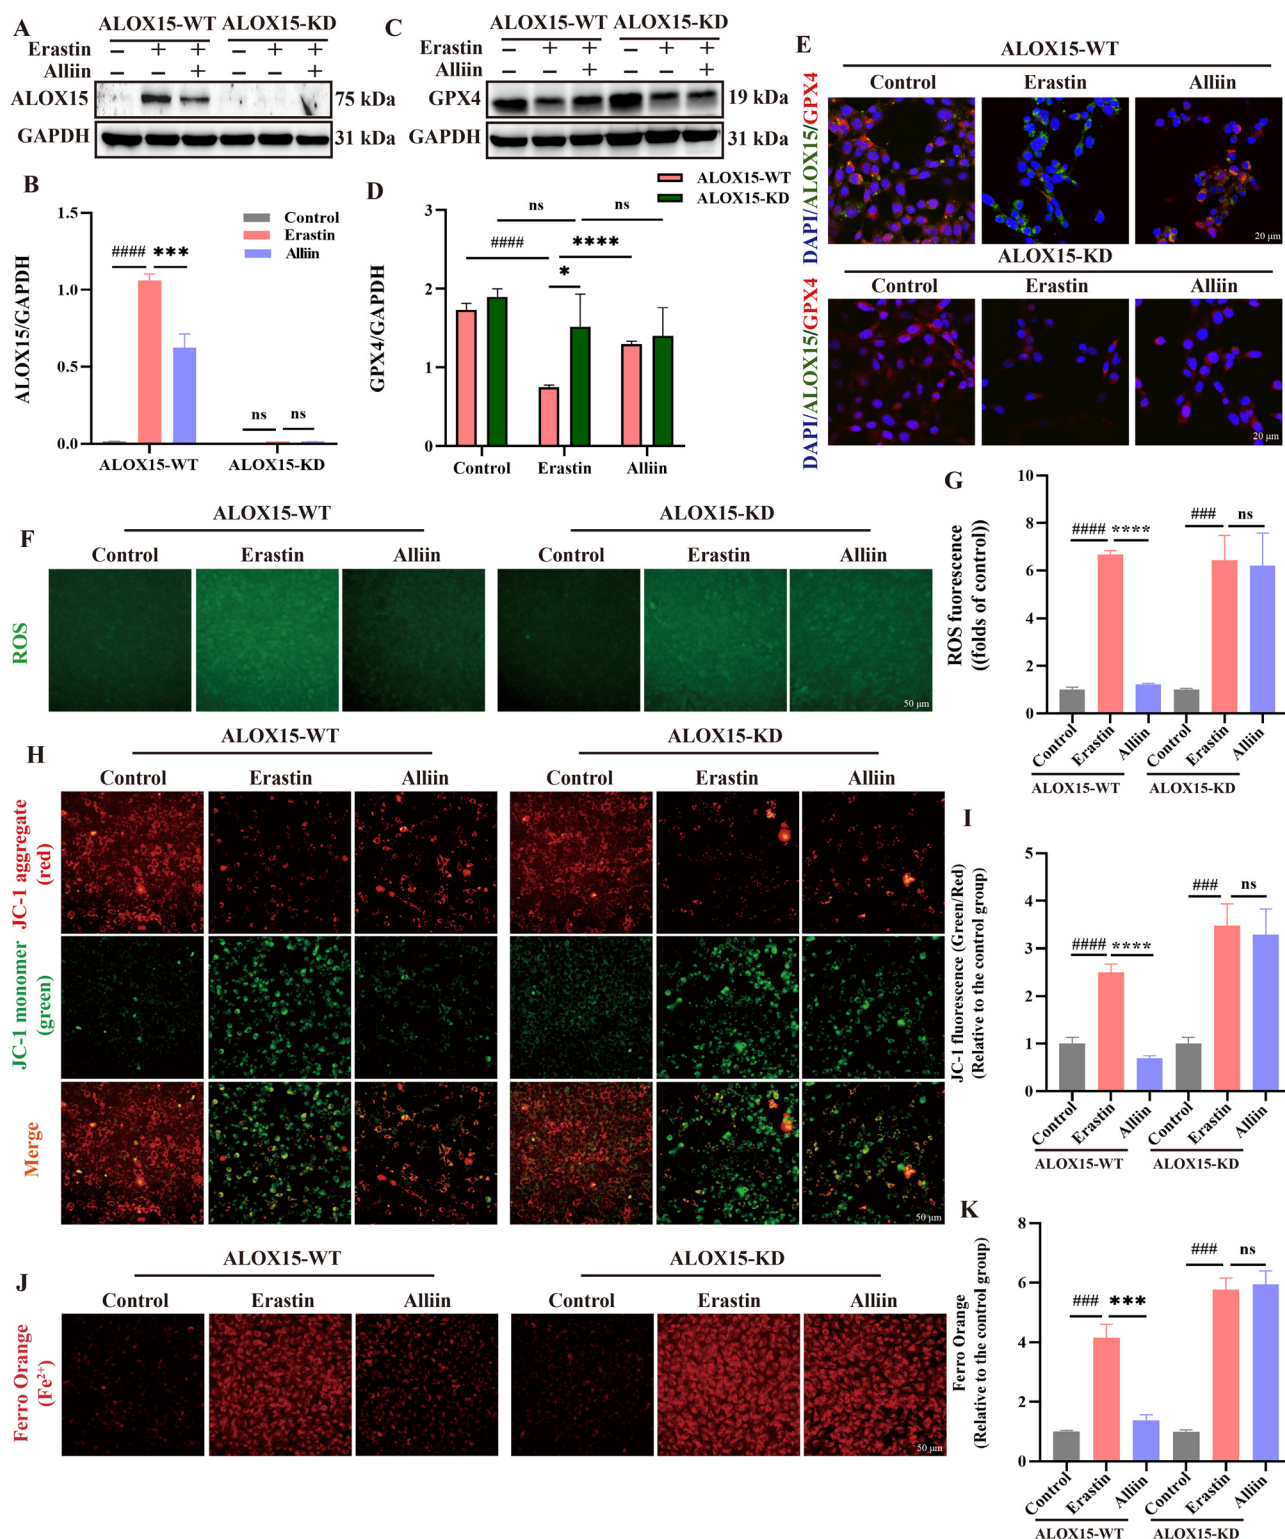 A
ALOX15-WT ALOX15-KD
Erastin − + + − + +
Alliin − − + − − +
ALOX15 75 kDa
GAPDH 31 kDa
B
ALOX15/GAPDH
1.5
1.0
0.5
0.0
Control
Erastin
Alliin
#### ***
ns ns
ALOX15-WT ALOX15-KD
C
ALOX15-WT ALOX15-KD
Erastin − + + − + +
Alliin − − + − − +
GPX4 19 kDa
GAPDH 31 kDa
D
ALOX15-WT
ALOX15-KD
GPX4/GAPDH
3
2
1
0
ns ns
#### ****
*
Control Erastin Alliin
E
ALOX15-WT
Control Erastin Alliin
DAPI/ALOX15/GPX4
20 μm
ALOX15-KD
Control Erastin Alliin
DAPI/ALOX15/GPX4
20 μm
F
ALOX15-WT ALOX15-KD
Control Erastin Alliin Control Erastin Alliin
ROS
50 μm
G
ROS fluorescence
((folds of control))
10
8
6
4
2
0
#### **** ### ns
Control Erastin Alliin Control Erastin Alliin
ALOX15-WT ALOX15-KD
H
ALOX15-WT ALOX15-KD
Control Erastin Alliin Control Erastin Alliin
JC-1 aggregate
(red)
JC-1 monomer
(green)
Merge
50 μm
I
JC-1 fluorescence (Green/Red)
(Relative to the control group)
5
4
3
2
1
0
#### **** ### ns
Control Erastin Alliin Control Erastin Alliin
ALOX15-WT ALOX15-KD
J
ALOX15-WT ALOX15-KD
Control Erastin Alliin Control Erastin Alliin
Ferro Orange
(Fe²⁺)
50 μm
K
Ferro Orange
(Relative to the control group)
8
6
4
2
0
### *** ### ns
Control Erastin Alliin Control Erastin Alliin
ALOX15-WT ALOX15-KD